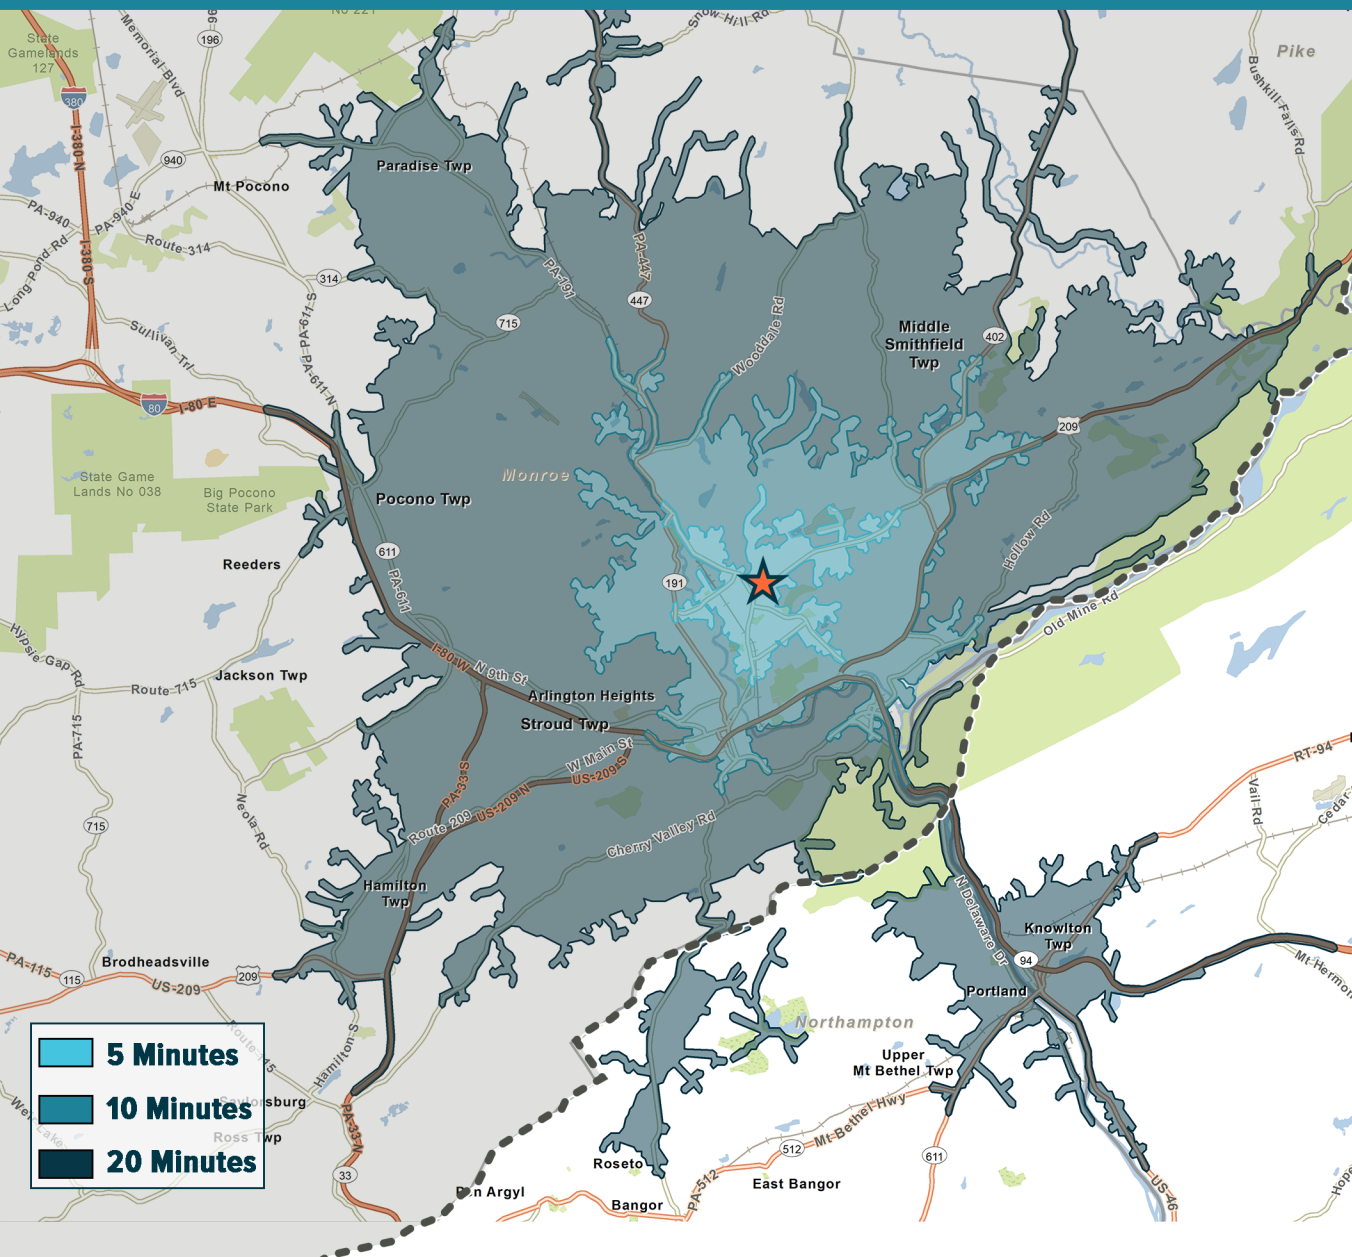 No 221
Snow Hill Rd
State
Gamelands
127
Memorial Blvd
196
Pike
Bushkill Falls Rd
380
I-380 N
940
Paradise Twp
Mt Pocono
PA-940
PA-940 E
Route 314
Long Pond Rd
I-380 S
314
PA-191
PA-447
447
PA-611 S
715
Wooddale Rd
Middle
Smithfield
Twp
402
Sullivan Trl
PA-611 N
80
I-80 E
209
State Game
Lands No 038
Big Pocono
State Park
Monroe
Pocono Twp
Hollow Rd
611
Reeders
PA-611
191
Old Mine Rd
Hypsie Gap Rd
I-80 W
N 9th St
Jackson Twp
Route 715
Arlington Heights
Stroud Twp
PA-715
W Main St
US-209 S
RT-94
PA-33 S
US-209 N
Vail Rd
Cedar
Neola Rd
715
Route 209
Cherry Valley Rd
Hamilton
Twp
N Delaware Dr
Knowlton
Twp
94
Brodheadsville
PA-115
115
209
US-209
Mt Hermon
Portland
Northampton
5 Minutes
Hamilton S
Upper
Mt Bethel Twp
10 Minutes
Saylorsburg
Mt Bethel Hwy
PA-33 N
Ross Twp
512
611
20 Minutes
Roseto
33
PA-512
East Bangor
US-46
Bangor